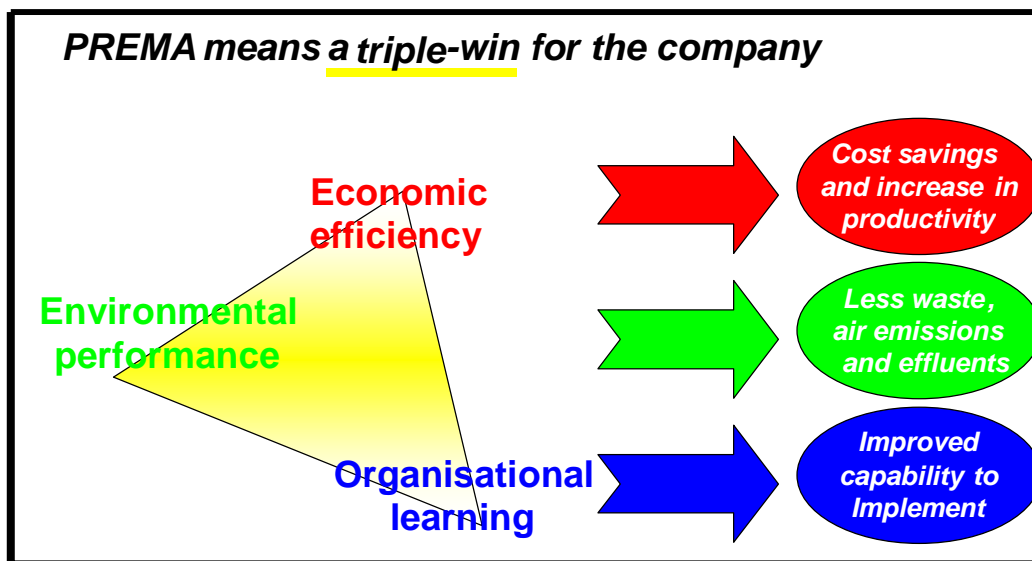 PREMA means a triple-win for the company
Economic
efficiency
Cost savings
and increase in
productivity
Environmental
performance
Less waste,
air emissions
and effluents
Organisational
learning
Improved
capability to
Implement